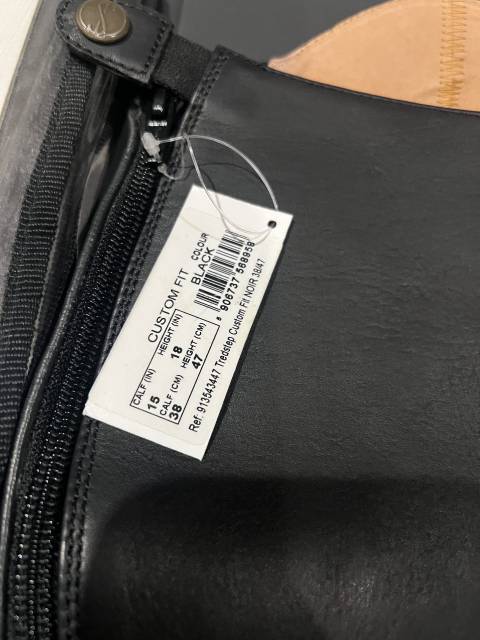 CUSTOM FIT
COLOUR
BLACK
CALF (IN)
HEIGHT (IN)
15
18
CALF (CM)
HEIGHT (CM)
38
47
5 906737 568958
Ref: 913543447 Tredstep Custom Fit NOIR 38/47